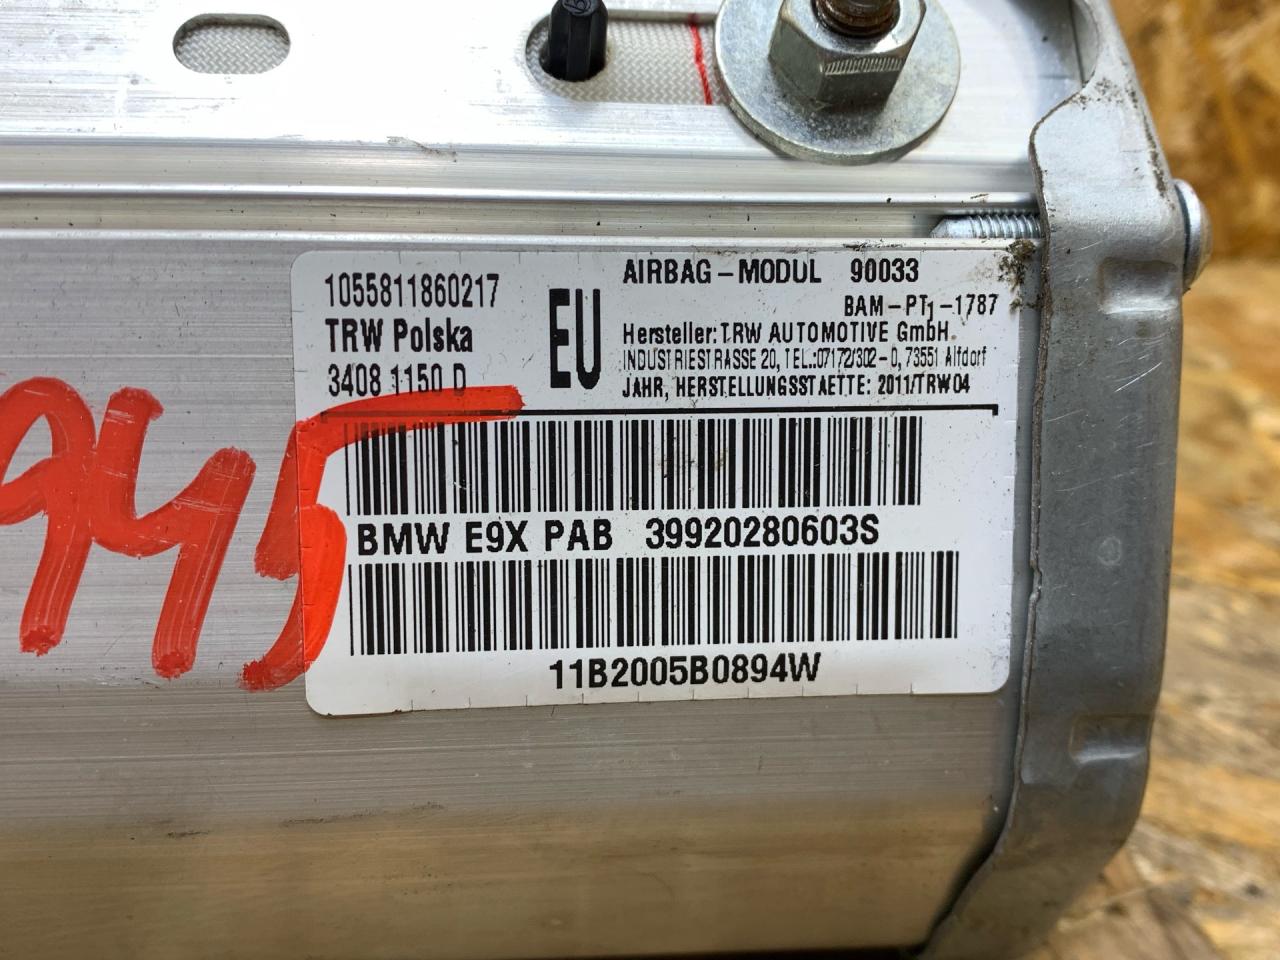 1055811860217
TRW Polska
3408 1150 D
EU
AIRBAG-MODUL 90033
BAM-PT1-1787
Hersteller: TRW AUTOMOTIVE GmbH
INDUSTRIESTRASSE 20, TEL.:07172/302-0, 73551 Alfdorf
JAHR, HERSTELLUNGSSTAETTE: 2011/TRW04
945
BMW E9X PAB 39920280603S
11B2005B0894W